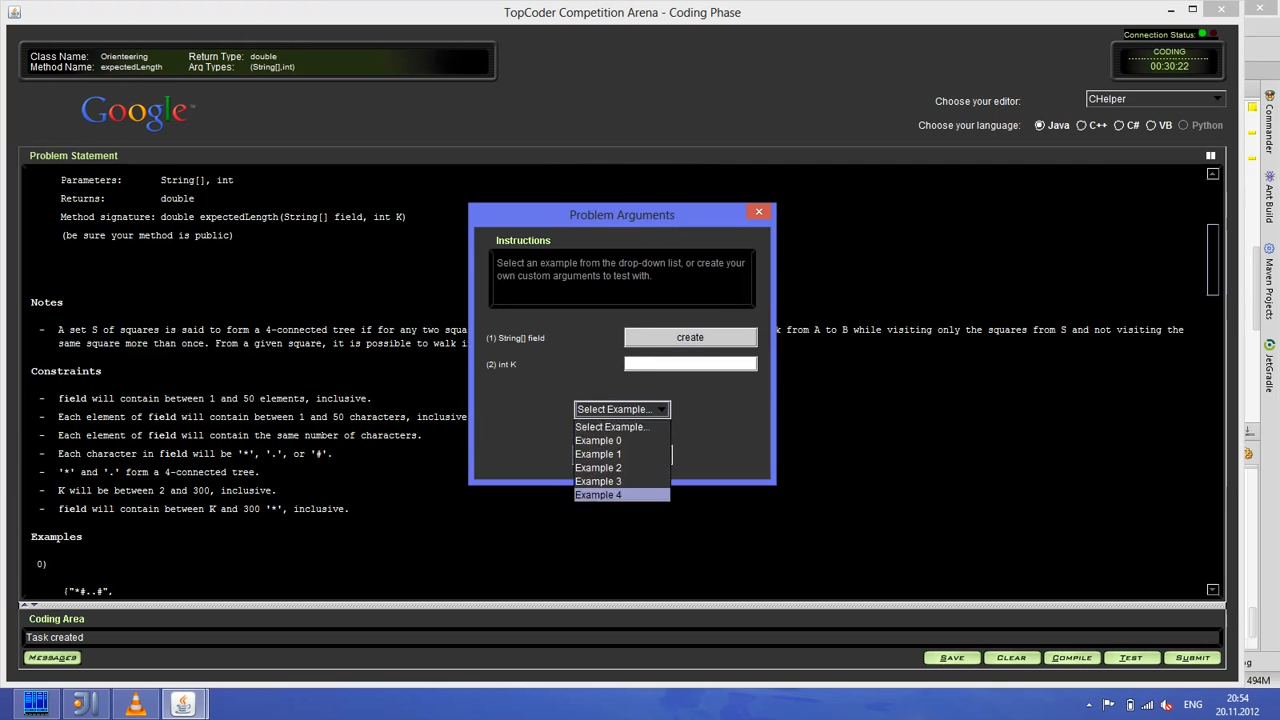 TopCoder Competition Arena - Coding Phase
Class Name: Orienteering Return Type: double
Method Name: expectedLength Arg Types: (String[],int)
Connection Status:
CODING
00:30:22
Google™
Choose your editor: CHelper
Choose your language: Java C++ C# VB Python
Problem Statement
Parameters: String[], int
Returns: double
Method signature: double expectedLength(String[] field, int K)
(be sure your method is public)
Notes
- A set S of squares is said to form a 4-connected tree if for any two squa
k from A to B while visiting only the squares from S and not visiting the
same square more than once. From a given square, it is possible to walk i
Constraints
- field will contain between 1 and 50 elements, inclusive.
- Each element of field will contain between 1 and 50 characters, inclusive
- Each element of field will contain the same number of characters.
- Each character in field will be '*', '.', or '#'.
- '*' and '.' form a 4-connected tree.
- K will be between 2 and 300, inclusive.
- field will contain between K and 300 '*', inclusive.
Examples
0)
{"*#..#",
Problem Arguments
Instructions
Select an example from the drop-down list, or create your
own custom arguments to test with.
(1) String[] field create
(2) int K
Select Example...
Select Example...
Example 0
Example 1
Example 2
Example 3
Example 4
Coding Area
Task created
MESSAGES SAVE CLEAR COMPILE TEST SUBMIT
Commander
Ant Build
Maven Projects
JetGradle
og
494M
ENG
20:54
20.11.2012